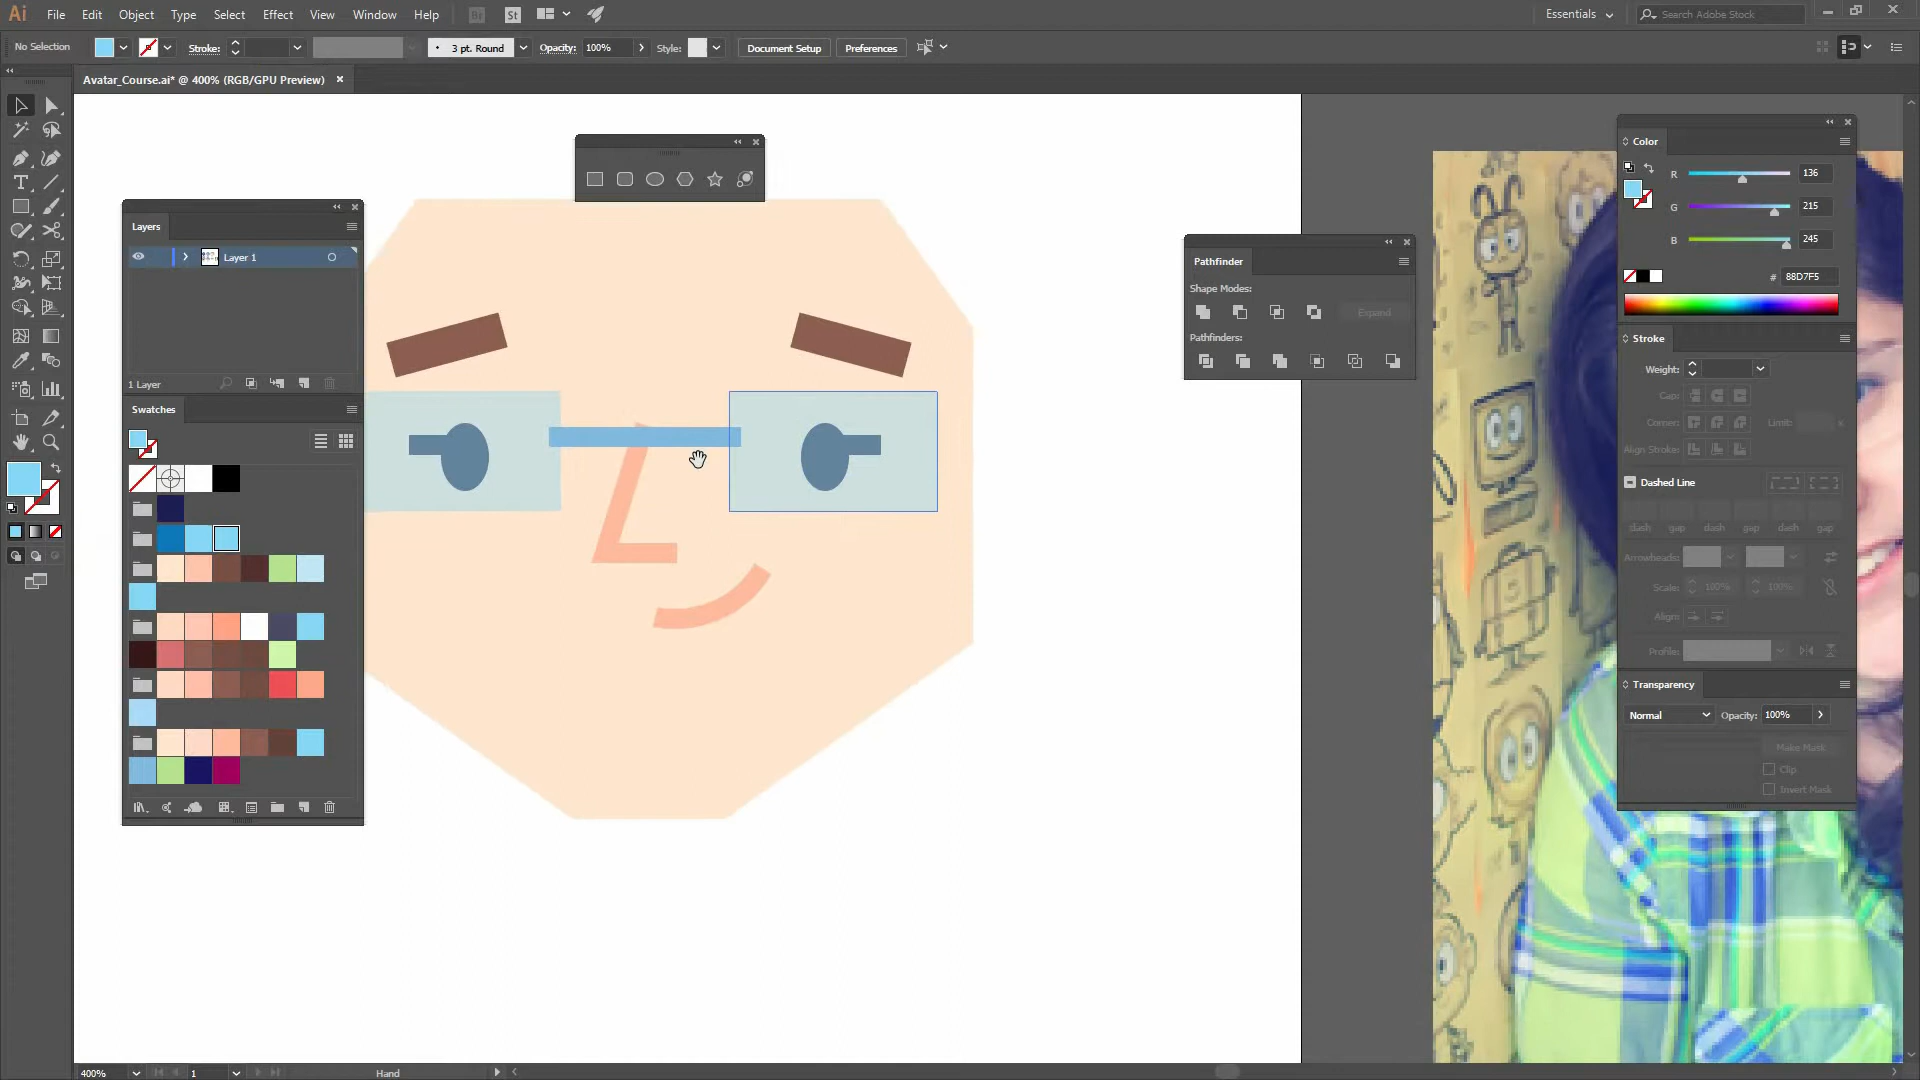 Ai File Edit Object Type Select Effect View Window Help Br St Essentials Search Adobe Stock
No Selection Stroke: 3 pt. Round Opacity: 100% Style: Document Setup Preferences
Avatar_Course.ai* @ 400% (RGB/GPU Preview)
Layers
Layer 1
1 Layer
Swatches
Pathfinder
Shape Modes:
Expand
Pathfinders:
Color
R 136
G 215
B 245
# 88D7F5
Stroke
Weight:
Cap:
Corner: Limit: x
Align Stroke:
Dashed Line
dash gap dash gap dash gap
Arrowheads:
Scale: 100% 100%
Align:
Profile:
Transparency
Normal Opacity: 100%
Make Mask
Clip
Invert Mask
400% 1 Hand